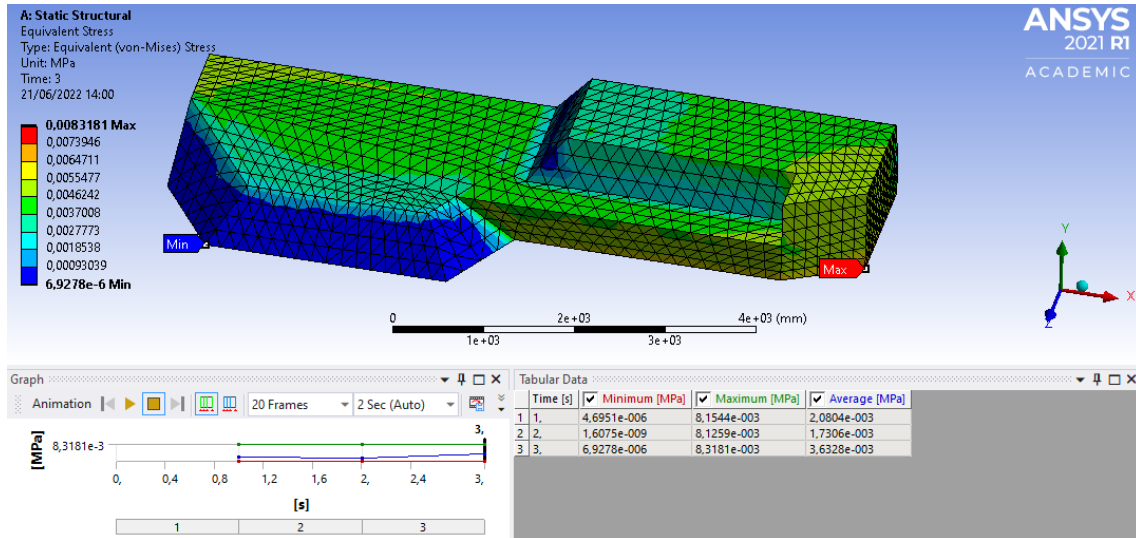 A: Static Structural
Equivalent Stress
Type: Equivalent (von-Mises) Stress
Unit: MPa
Time: 3
21/06/2022 14:00
0,0083181 Max
0,0073946
0,0064711
0,0055477
0,0046242
0,0037008
0,0027773
0,0018538
0,00093039
6,9278e-6 Min
ANSYS
2021 R1
ACADEMIC
Min
Max
Y
X
Z
0 2e+03 4e+03 (mm)
1e+03 3e+03
Graph
Animation 20 Frames 2 Sec (Auto)
3,
[MPa]
8,3181e-3
0, 0,4 0,8 1,2 1,6 2, 2,4 3,
[s]
1 2 3
Tabular Data
Time [s] Minimum [MPa] Maximum [MPa] Average [MPa]
1 1, 4,6951e-006 8,1544e-003 2,0804e-003
2 2, 1,6075e-009 8,1259e-003 1,7306e-003
3 3, 6,9278e-006 8,3181e-003 3,6328e-003